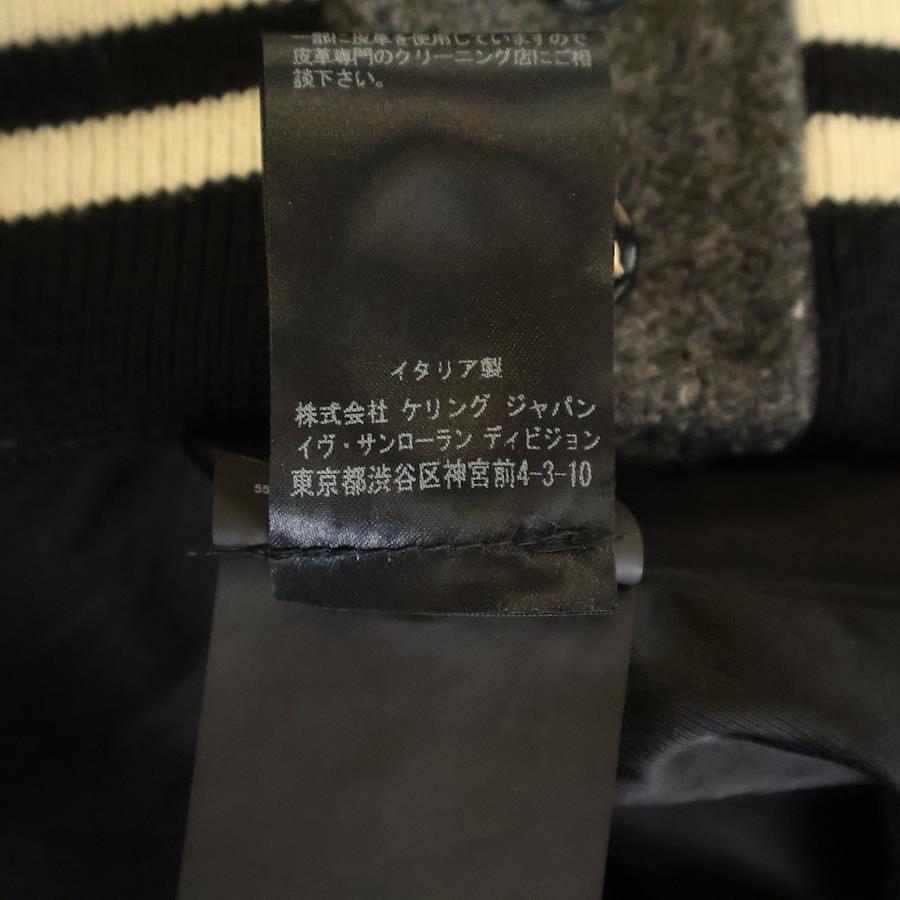 一部に皮革を使用していますので
皮革専門のクリーニング店にご相
談下さい。
イタリア製
株式会社 ケリング ジャパン
イヴ・サンローラン ディビジョン
東京都渋谷区神宮前4-3-10
55